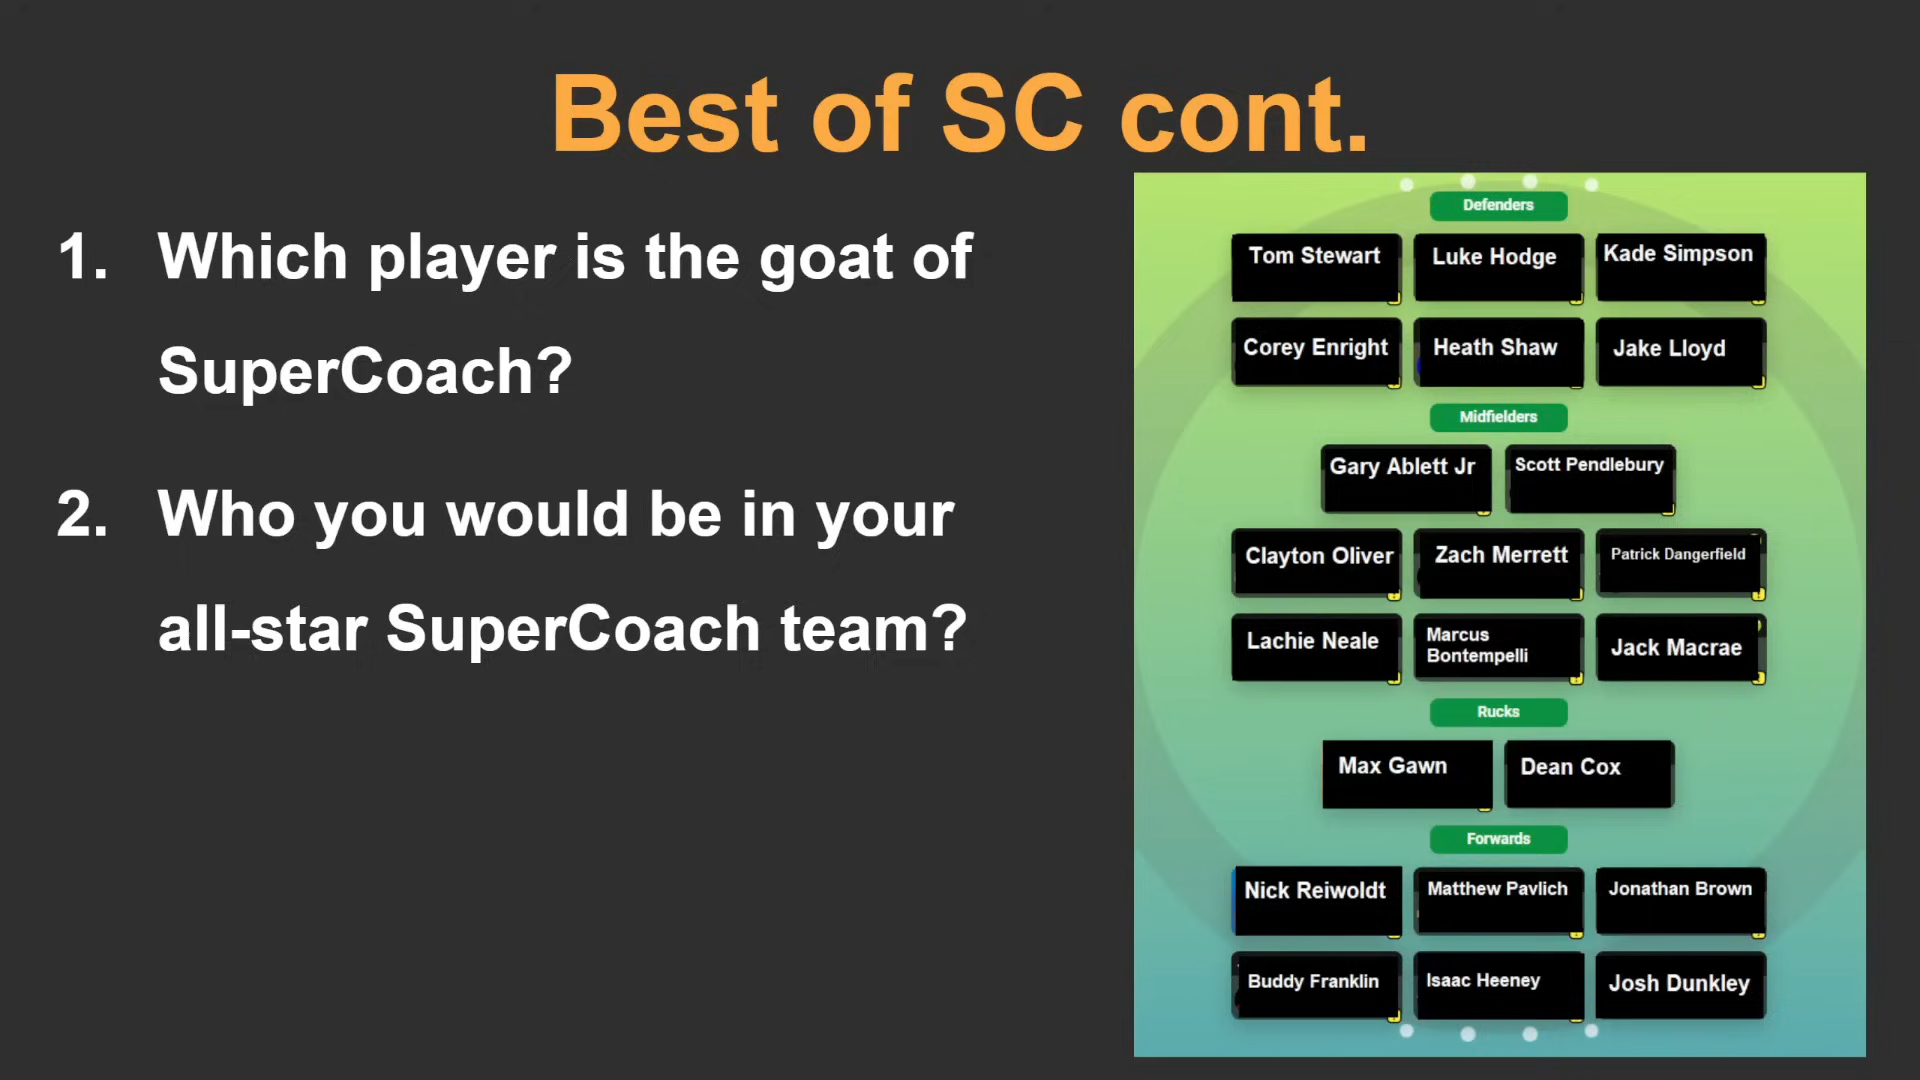 Best of SC cont.
1. Which player is the goat of
SuperCoach?
2. Who you would be in your
all-star SuperCoach team?
Defenders
Tom Stewart
Luke Hodge
Kade Simpson
Corey Enright
Heath Shaw
Jake Lloyd
Midfielders
Gary Ablett Jr
Scott Pendlebury
Clayton Oliver
Zach Merrett
Patrick Dangerfield
Lachie Neale
Marcus
Bontempelli
Jack Macrae
Rucks
Max Gawn
Dean Cox
Forwards
Nick Reiwoldt
Matthew Pavlich
Jonathan Brown
Buddy Franklin
Isaac Heeney
Josh Dunkley